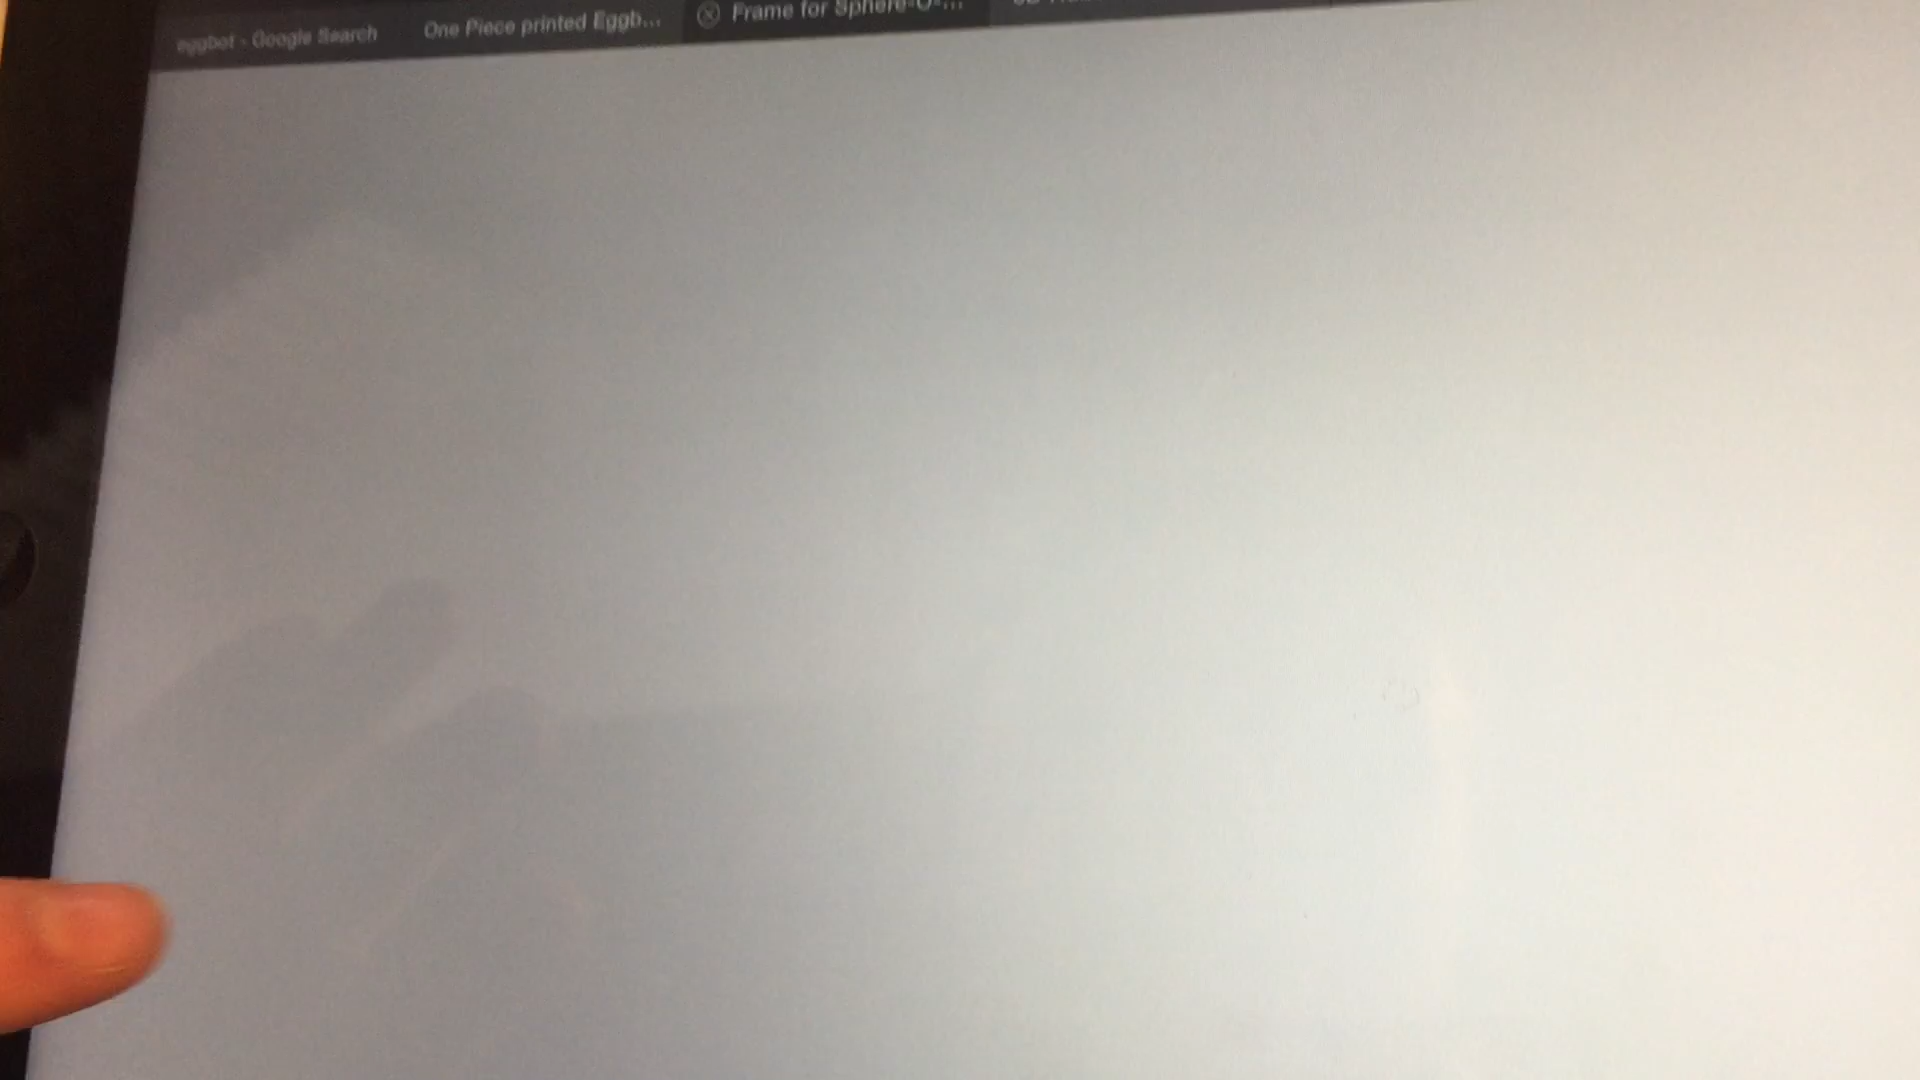 eggbot - Google Search
One Piece printed Eggb...
Frame for Sphere-O-...